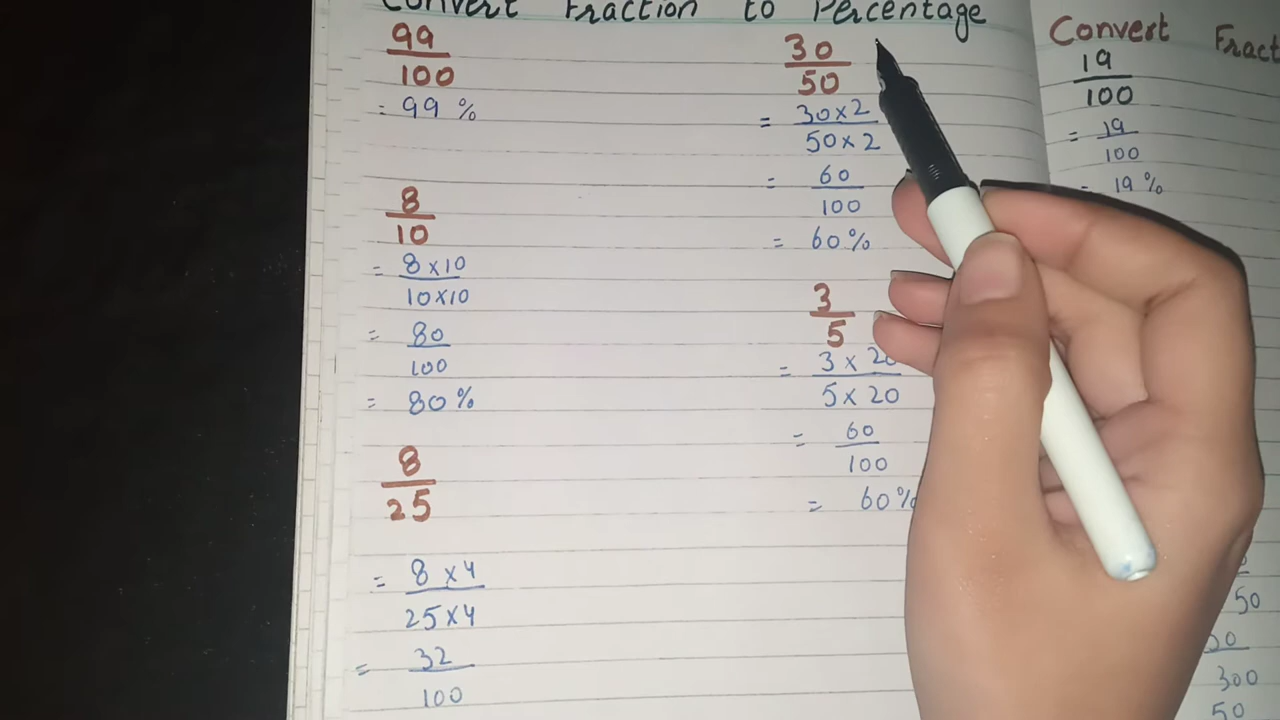 Convert Fraction to Percentage
99
100
= 99 %
8
10
= 8 x 10
10 x 10
= 80
100
= 80 %
8
25
= 8 x 4
25 x 4
= 32
100
30
50
= 30 x 2
50 x 2
= 60
100
= 60 %
3
5
= 3 x 20
5 x 20
= 60
100
= 60 %
Convert Fract
19
100
= 19
100
= 19 %
50
300
50